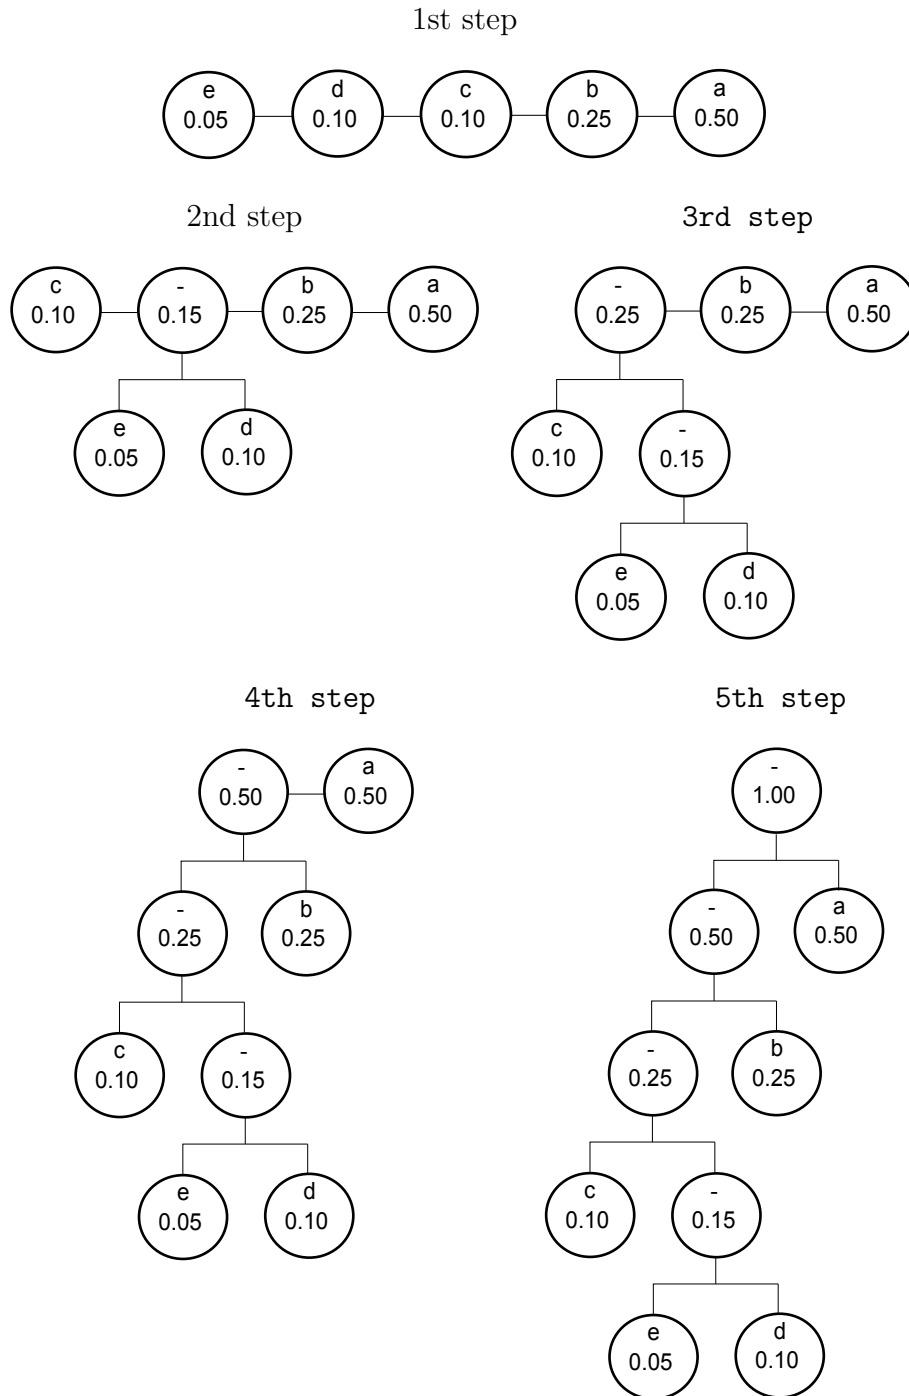 1st step
e d c b a
0.05 0.10 0.10 0.25 0.50
2nd step
c - b a
0.10 0.15 0.25 0.50
e d
0.05 0.10
3rd step
- b a
0.25 0.25 0.50
c -
0.10 0.15
e d
0.05 0.10
4th step
- a
0.50 0.50
- b
0.25 0.25
c -
0.10 0.15
e d
0.05 0.10
5th step
-
1.00
- a
0.50 0.50
- b
0.25 0.25
c -
0.10 0.15
e d
0.05 0.10